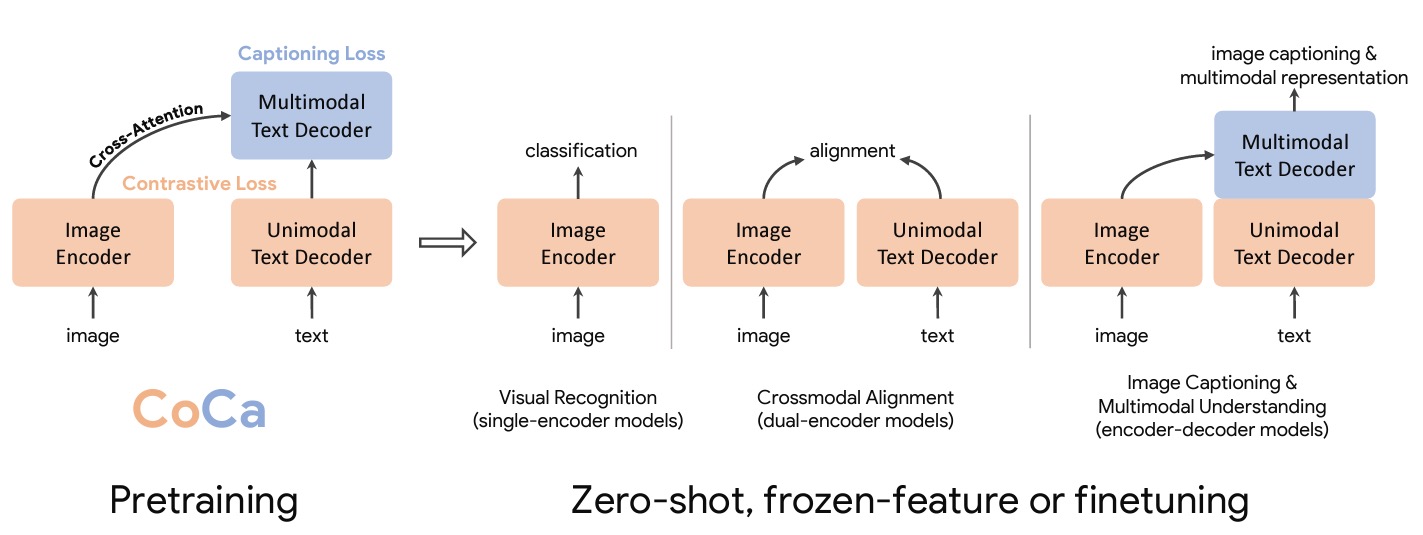 Captioning Loss
Multimodal
Text Decoder
Cross-Attention
Contrastive Loss
Image
Encoder
Unimodal
Text Decoder
image
text
CoCa
Pretraining
classification
Image
Encoder
image
Visual Recognition
(single-encoder models)
alignment
Image
Encoder
Unimodal
Text Decoder
image
text
Crossmodal Alignment
(dual-encoder models)
image captioning &
multimodal representation
Multimodal
Text Decoder
Image
Encoder
Unimodal
Text Decoder
image
text
Image Captioning &
Multimodal Understanding
(encoder-decoder models)
Zero-shot, frozen-feature or finetuning